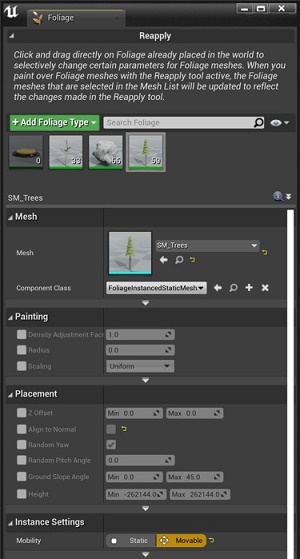 Foliage
Reapply
Click and drag directly on Foliage already placed in the world to
selectively change certain parameters for Foliage meshes. When you
paint over Foliage meshes with the Reapply tool active, the Foliage
meshes that are selected in the Mesh List will be updated to reflect
the changes made in the Reapply tool.
+ Add Foliage Type Search Foliage
0 33 66 50
SM_Trees
Mesh
Mesh SM_Trees
Component Class FoliageInstancedStaticMesh
Painting
Density Adjustment Fact 1.0
Radius 0.0
Scaling Uniform
Placement
Z Offset Min 0.0 Max 0.0
Align to Normal
Random Yaw
Random Pitch Angle 0.0
Ground Slope Angle Min 0.0 Max 45.0
Height Min -262144.0 Max 262144.0
Instance Settings
Mobility Static Movable